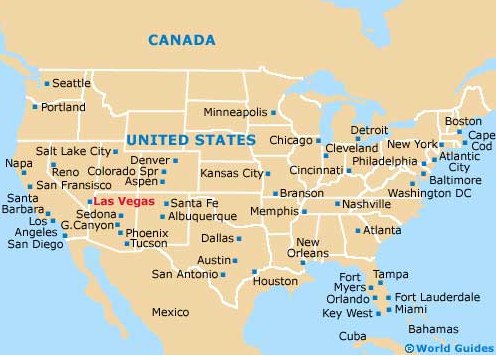 CANADA
Seattle
Portland
Minneapolis
Boston
Detroit
UNITED STATES
Chicago
New York
Cape
Cod
Salt Lake City
Cleveland
Denver
Philadelphia
Atlantic
City
Napa
Reno
Colorado Spr
Kansas City
Cincinnati
Baltimore
San Fransisco
Aspen
Branson
Washington DC
Santa
Barbara
Las Vegas
Santa Fe
Memphis
Nashville
Sedona
Albuquerque
Los
Angeles
G.Canyon
Phoenix
Atlanta
San Diego
Tucson
Dallas
New
Orleans
Austin
San Antonio
Houston
Fort
Myers
Tampa
Orlando
Fort Lauderdale
Mexico
Key West
Miami
Cuba
Bahamas
© World Guides